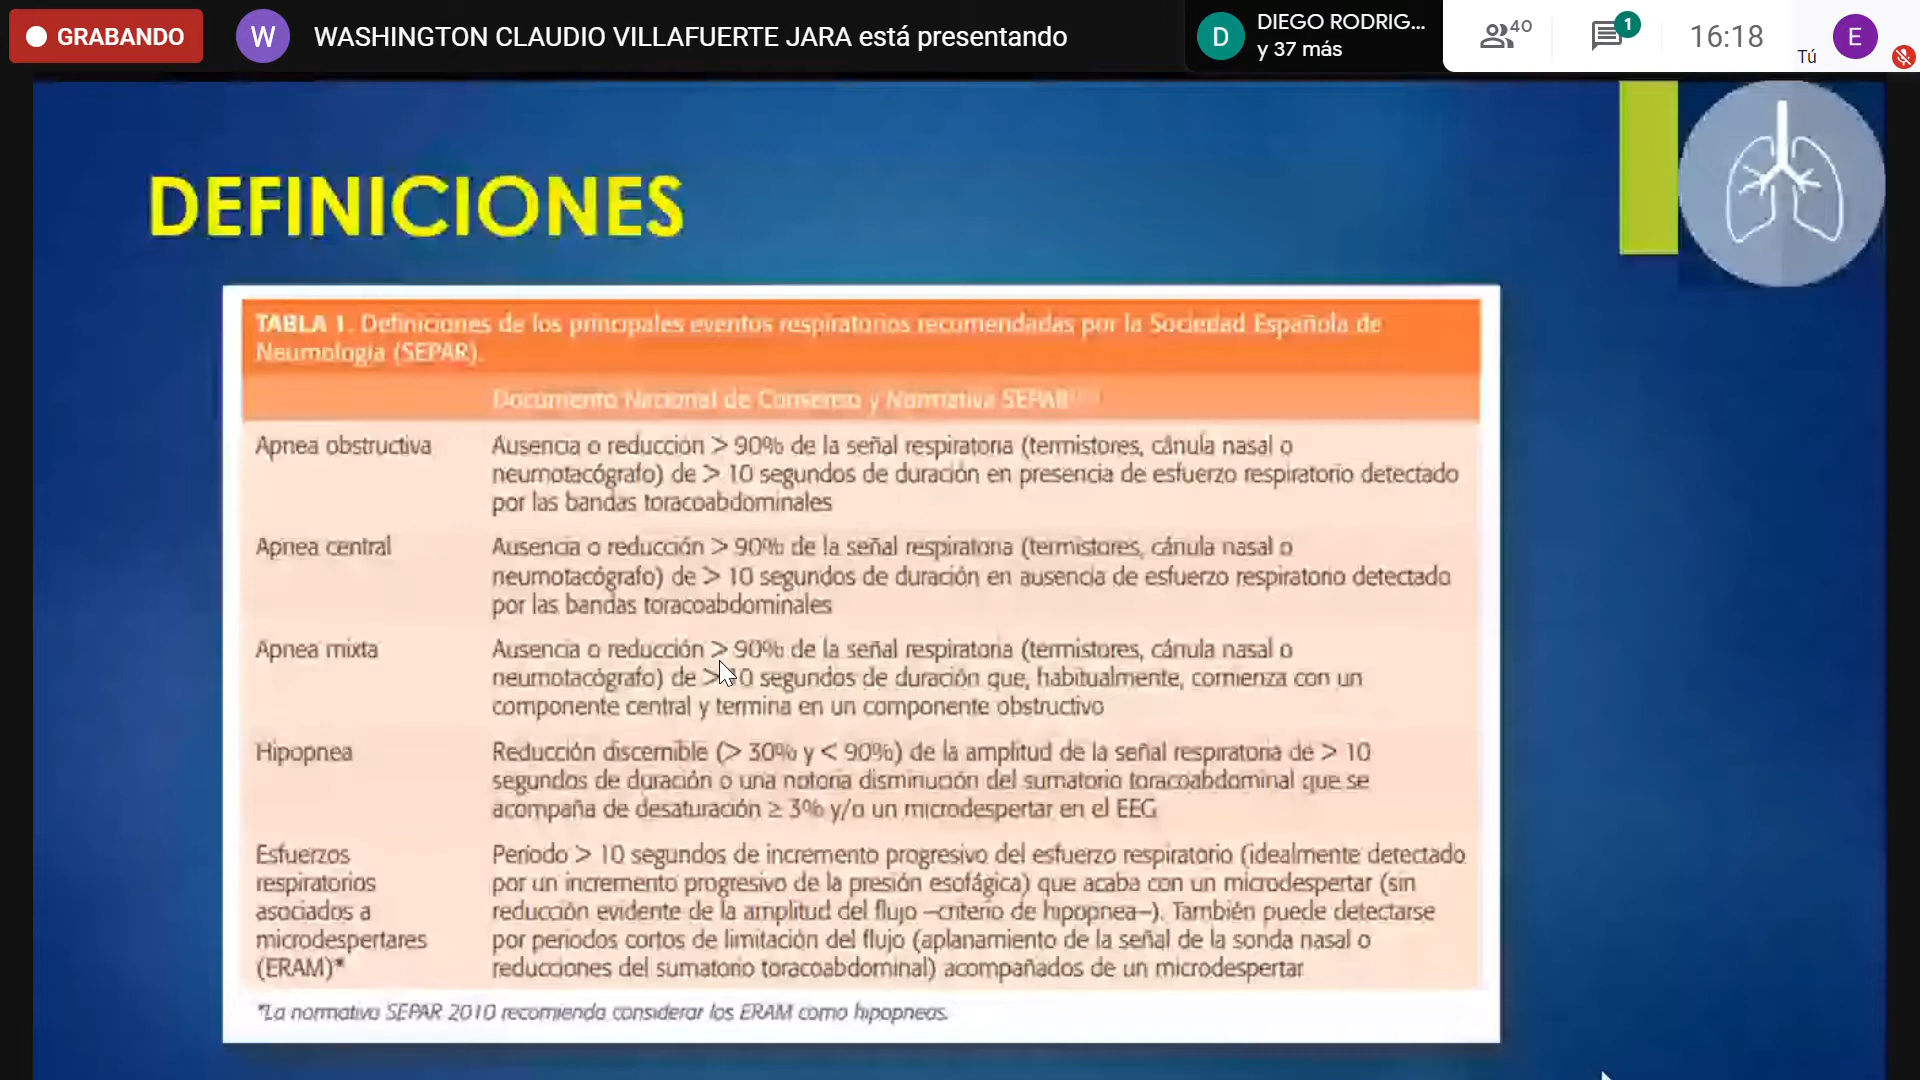 GRABANDO
W
WASHINGTON CLAUDIO VILLAFUERTE JARA está presentando
D
DIEGO RODRIG...
y 37 más
40
1
16:18
Tú
E
DEFINICIONES
TABLA 1. Definiciones de los principales eventos respiratorios recomendadas por la Sociedad Española de
Neumología (SEPAR).
Documento Nacional de Consenso y Normativa SEPAR
Apnea obstructiva
Ausencia o reducción > 90% de la señal respiratoria (termistores, cánula nasal o
neumotacógrafo) de > 10 segundos de duración en presencia de esfuerzo respiratorio detectado
por las bandas toracoabdominales
Apnea central
Ausencia o reducción > 90% de la señal respiratoria (termistores, cánula nasal o
neumotacógrafo) de > 10 segundos de duración en ausencia de esfuerzo respiratorio detectado
por las bandas toracoabdominales
Apnea mixta
Ausencia o reducción > 90% de la señal respiratoria (termistores, cánula nasal o
neumotacógrafo) de > 10 segundos de duración que, habitualmente, comienza con un
componente central y termina en un componente obstructivo
Hipopnea
Reducción discernible (> 30% y < 90%) de la amplitud de la señal respiratoria de > 10
segundos de duración o una notoria disminución del sumatorio toracoabdominal que se
acompaña de desaturación ≥ 3% y/o un microdespertar en el EEG
Esfuerzos
respiratorios
asociados a
microdespertares
(ERAM)*
Periodo > 10 segundos de incremento progresivo del esfuerzo respiratorio (idealmente detectado
por un incremento progresivo de la presión esofágica) que acaba con un microdespertar (sin
reducción evidente de la amplitud del flujo –criterio de hipopnea–). También puede detectarse
por periodos cortos de limitación del flujo (aplanamiento de la señal de la sonda nasal o
reducciones del sumatorio toracoabdominal) acompañados de un microdespertar
*La normativa SEPAR 2010 recomienda considerar los ERAM como hipopneas.